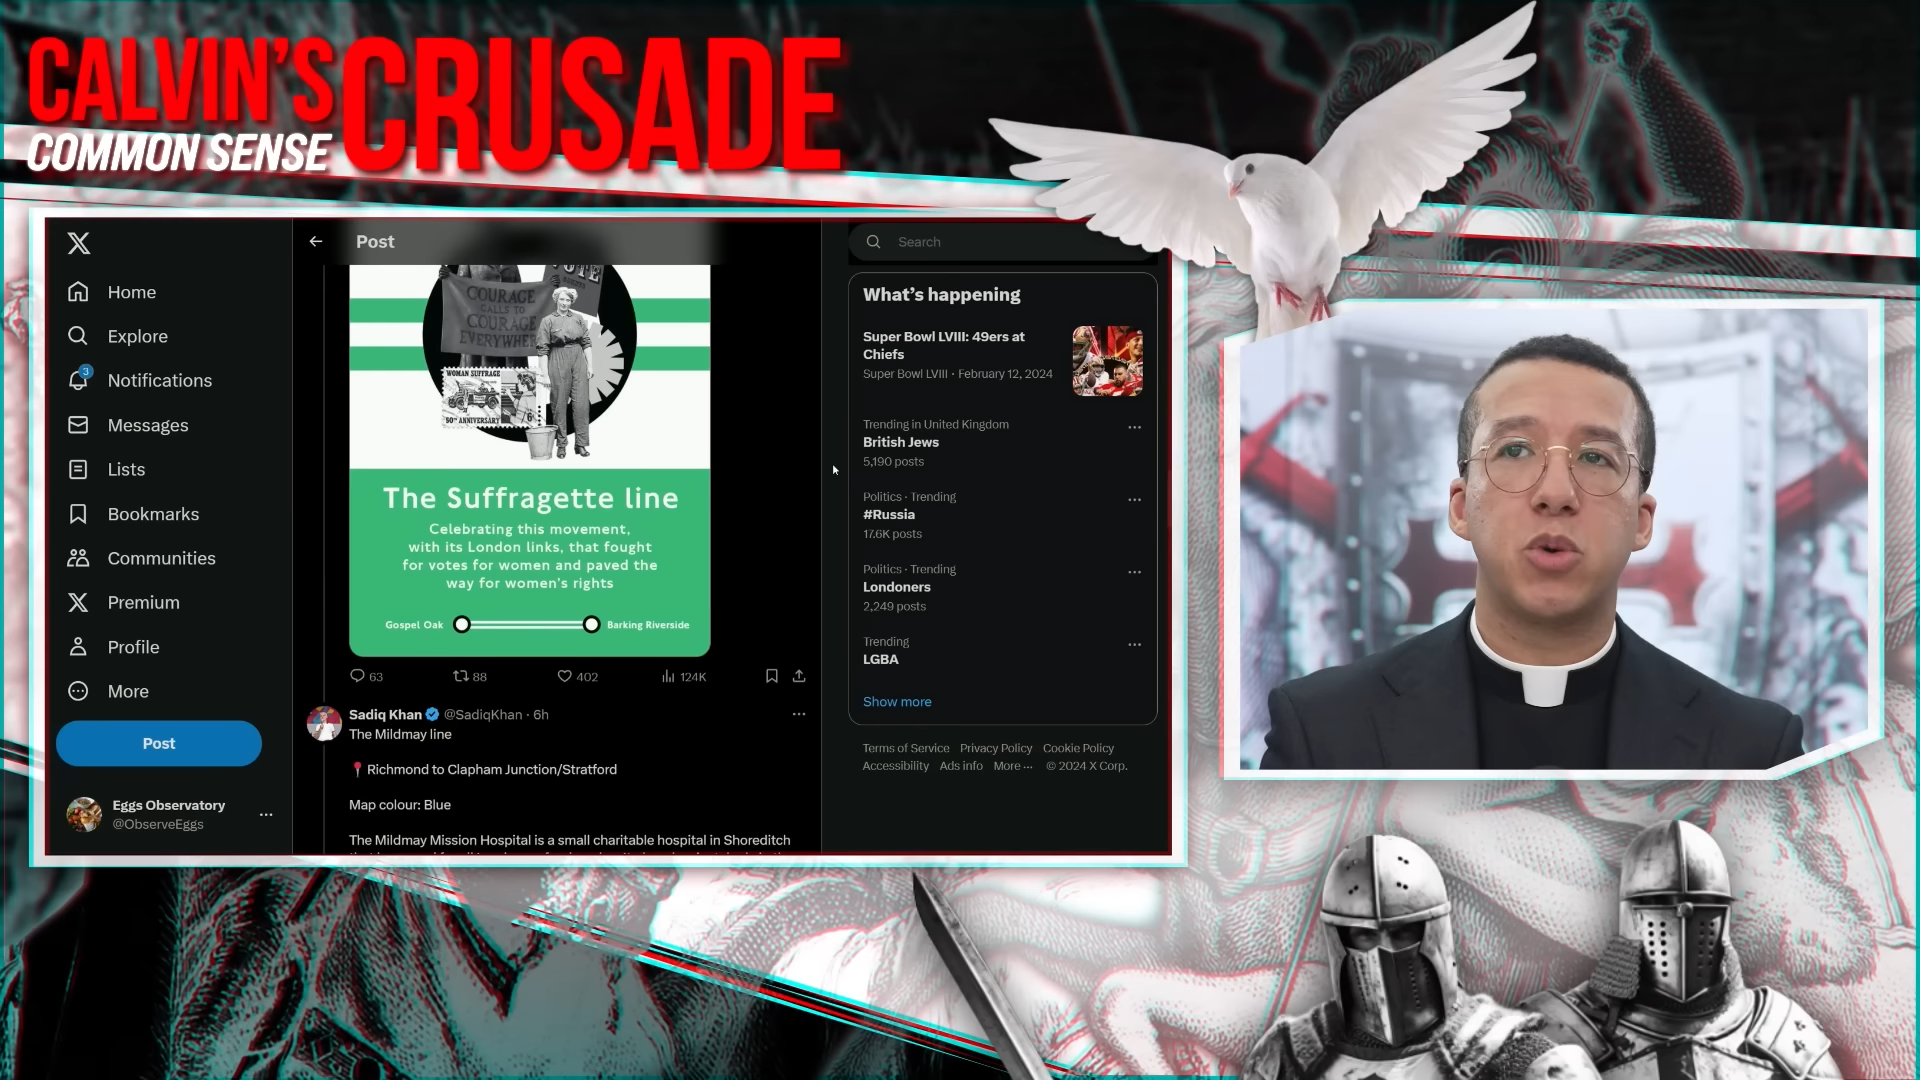 CALVIN'S
COMMON SENSE
CRUSADE
Home
Explore
3
Notifications
Messages
Lists
Bookmarks
Communities
Premium
Profile
More
Post
Eggs Observatory
@ObserveEggs
Post
VOTE
COURAGE
CALLS TO
COURAGE
EVERYWHE
WOMAN SUFFRAGE
50TH ANNIVERSARY
6
The Suffragette line
Celebrating this movement,
with its London links, that fought
for votes for women and paved the
way for women's rights
Gospel Oak
Barking Riverside
63
88
402
124K
Sadiq Khan @SadiqKhan · 6h
The Mildmay line
Richmond to Clapham Junction/Stratford
Map colour: Blue
The Mildmay Mission Hospital is a small charitable hospital in Shoreditch
Search
What's happening
Super Bowl LVIII: 49ers at
Chiefs
Super Bowl LVIII · February 12, 2024
Trending in United Kingdom
British Jews
5,190 posts
Politics · Trending
#Russia
17.6K posts
Politics · Trending
Londoners
2,249 posts
Trending
LGBA
Show more
Terms of Service Privacy Policy Cookie Policy
Accessibility Ads info More ··· © 2024 X Corp.